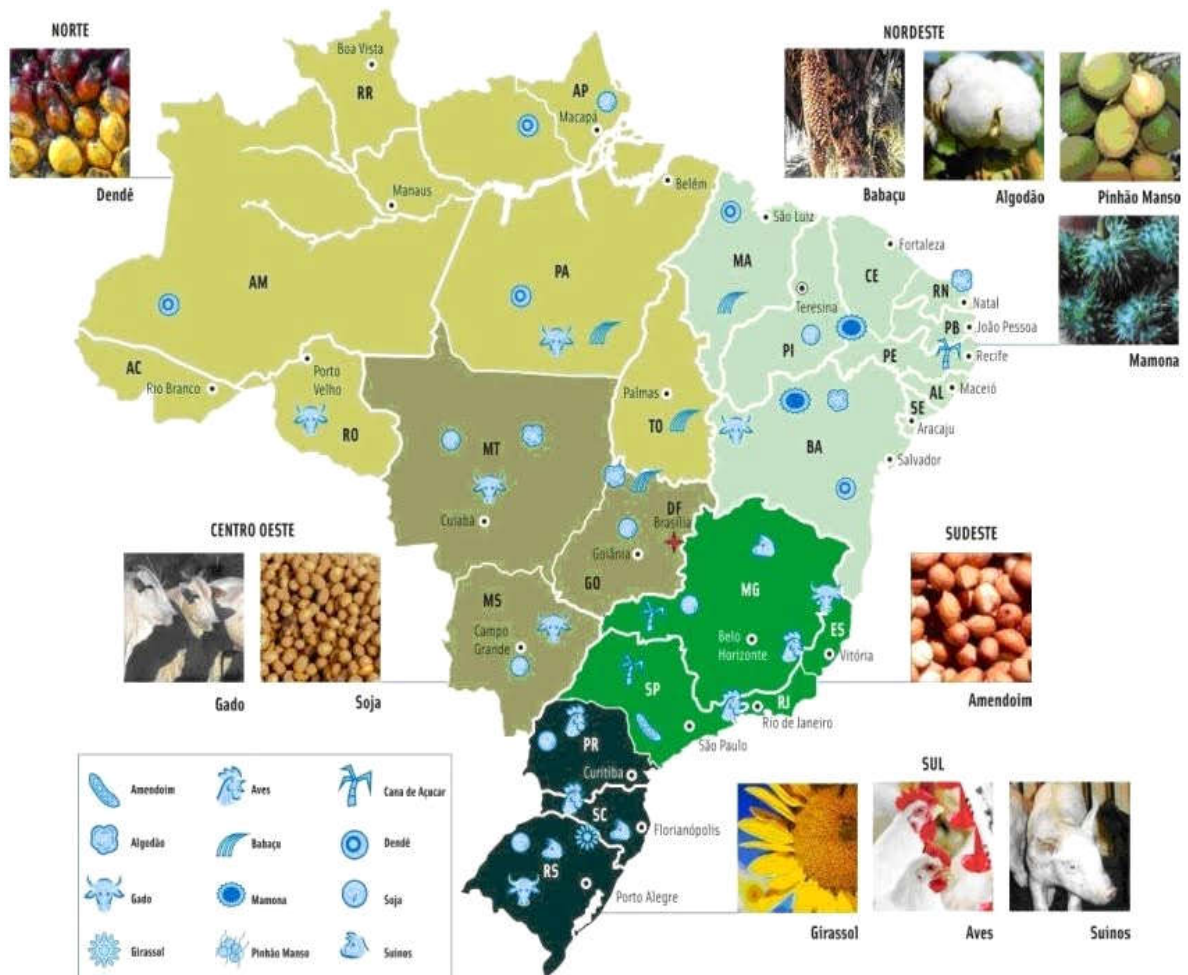 NORTE
Dendê
NORDESTE
Babaçu
Algodão
Pinhão Manso
Mamona
Boa Vista
RR
AP
Macapá
Manaus
Belém
São Luiz
Fortaleza
AM
PA
MA
CE
RN
Natal
Teresina
PB
João Pessoa
PI
PE
Recife
AC
Rio Branco
Porto
Velho
RO
Palmas
TO
AL
Maceió
SE
Aracaju
MT
BA
Salvador
Cuiabá
DF
Brasília
Goiânia
GO
CENTRO OESTE
Gado
Soja
SUDESTE
Amendoim
MS
Campo
Grande
MG
Belo
Horizonte
ES
Vitória
SP
RJ
Rio de Janeiro
São Paulo
PR
Curitiba
SC
Florianópolis
RS
Porto Alegre
SUL
Girassol
Aves
Suinos
Amendoim
Aves
Cana de Açucar
Algodão
Babaçu
Dendê
Gado
Mamona
Soja
Girassol
Pinhão Manso
Suinos